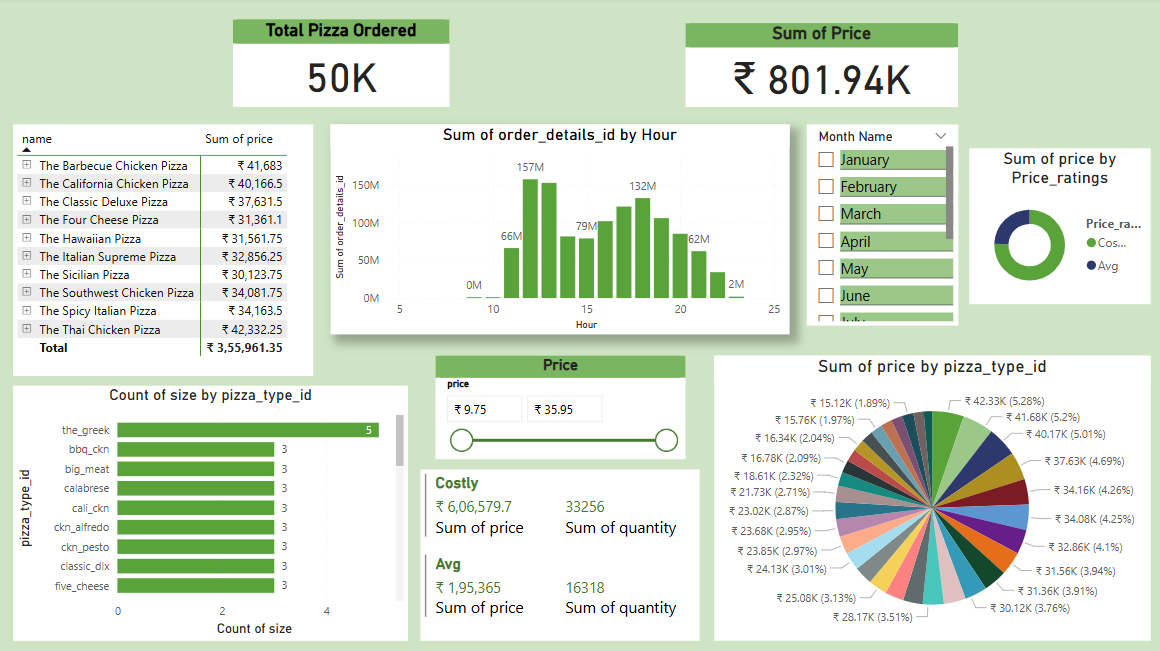 Total Pizza Ordered
50K
Sum of Price
₹ 801.94K
name Sum of price
The Barbecue Chicken Pizza ₹ 41,683
The California Chicken Pizza ₹ 40,166.5
The Classic Deluxe Pizza ₹ 37,631.5
The Four Cheese Pizza ₹ 31,361.1
The Hawaiian Pizza ₹ 31,561.75
The Italian Supreme Pizza ₹ 32,856.25
The Sicilian Pizza ₹ 30,123.75
The Southwest Chicken Pizza ₹ 34,081.75
The Spicy Italian Pizza ₹ 34,163.5
The Thai Chicken Pizza ₹ 42,332.25
Total ₹ 3,55,961.35
Sum of order_details_id by Hour
Sum of order_details_id
150M
100M
50M
0M
0M
66M
157M
79M
132M
62M
2M
5 10 15 20 25
Hour
Month Name
January
February
March
April
May
June
Sum of price by
Price_ratings
Price_ra...
Cos...
Avg
Count of size by pizza_type_id
pizza_type_id
the_greek 5
bbq_ckn 3
big_meat 3
calabrese 3
cali_ckn 3
ckn_alfredo 3
ckn_pesto 3
classic_dlx 3
five_cheese 3
0 2 4
Count of size
Price
price
₹ 9.75 ₹ 35.95
Costly
₹ 6,06,579.7 33256
Sum of price Sum of quantity
Avg
₹ 1,95,365 16318
Sum of price Sum of quantity
Sum of price by pizza_type_id
₹ 42.33K (5.28%)
₹ 41.68K (5.2%)
₹ 40.17K (5.01%)
₹ 37.63K (4.69%)
₹ 34.16K (4.26%)
₹ 34.08K (4.25%)
₹ 32.86K (4.1%)
₹ 31.56K (3.94%)
₹ 31.36K (3.91%)
₹ 30.12K (3.76%)
₹ 28.17K (3.51%)
₹ 25.08K (3.13%)
₹ 24.13K (3.01%)
₹ 23.85K (2.97%)
₹ 23.68K (2.95%)
₹ 23.02K (2.87%)
₹ 21.73K (2.71%)
₹ 18.61K (2.32%)
₹ 16.78K (2.09%)
₹ 16.34K (2.04%)
₹ 15.76K (1.97%)
₹ 15.12K (1.89%)